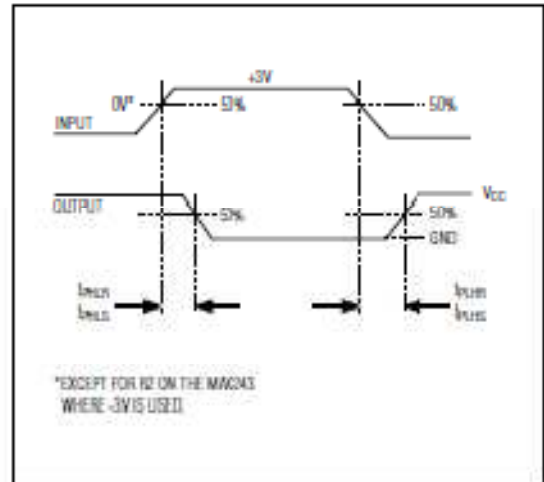 +3V
0V*
50%
50%
INPUT
OUTPUT
50%
50%
VCC
GND
tPHLR
tPHLS
tPLHR
tPLHS
*EXCEPT FOR R2 ON THE MAX243
WHERE -3V IS USED.